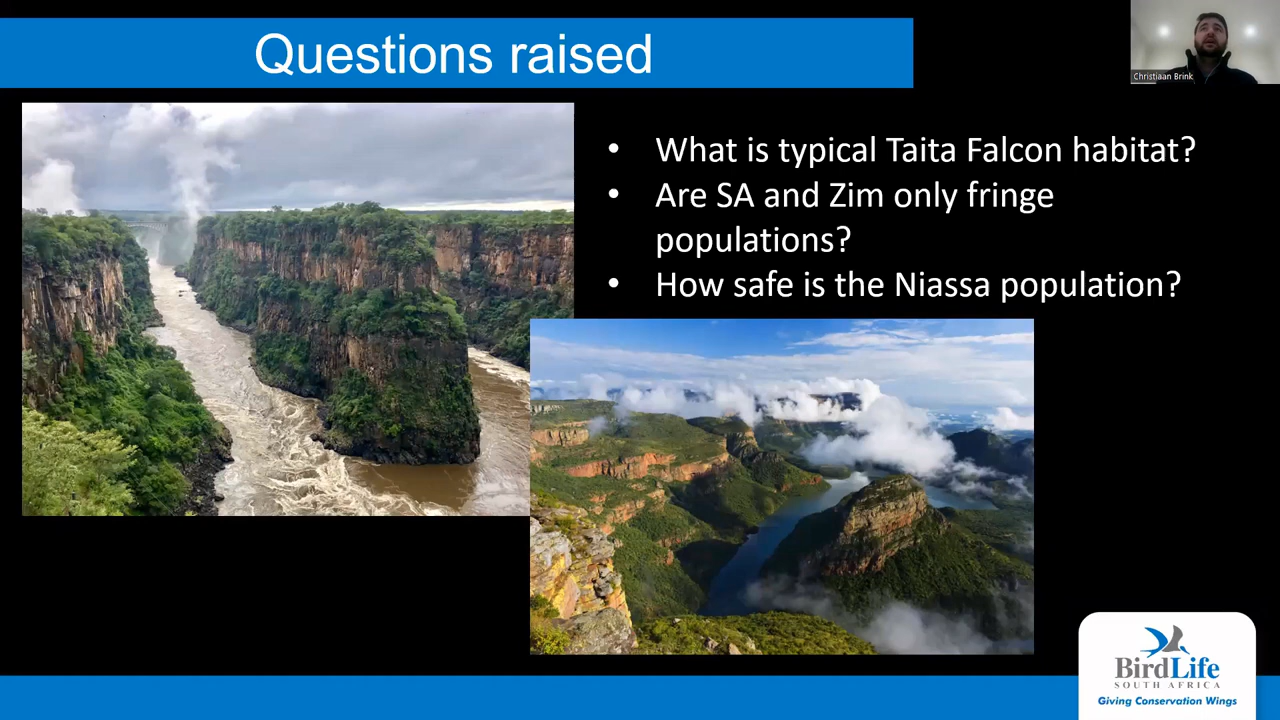 Questions raised
Christiaan Brink
• What is typical Taita Falcon habitat?
• Are SA and Zim only fringe
populations?
• How safe is the Niassa population?
BirdLife
SOUTH AFRICA
Giving Conservation Wings